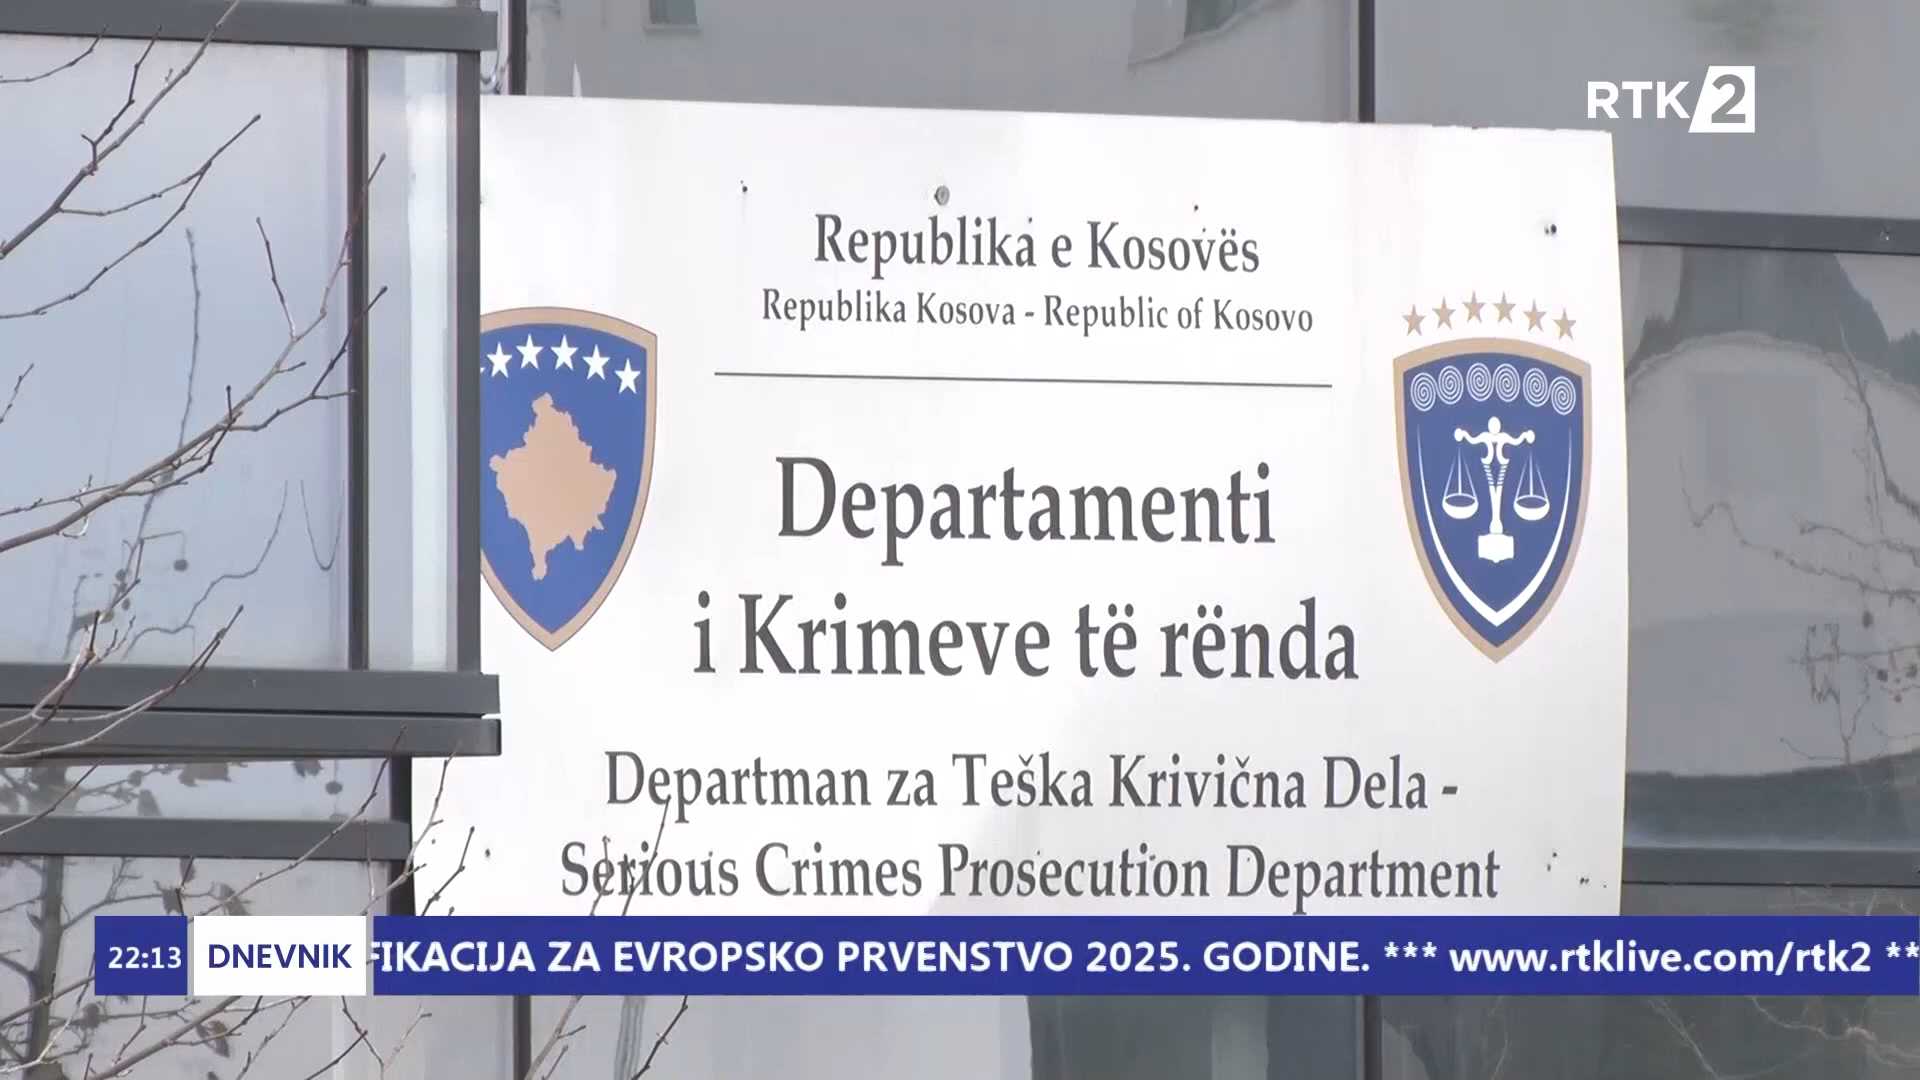 RTK 2
Republika e Kosovës
Republika Kosova - Republic of Kosovo
Departamenti
i Krimeve të rënda
Departman za Teška Krivična Dela -
Serious Crimes Prosecution Department
22:13 DNEVNIK FIKACIJA ZA EVROPSKO PRVENSTVO 2025. GODINE. *** www.rtklive.com/rtk2 **